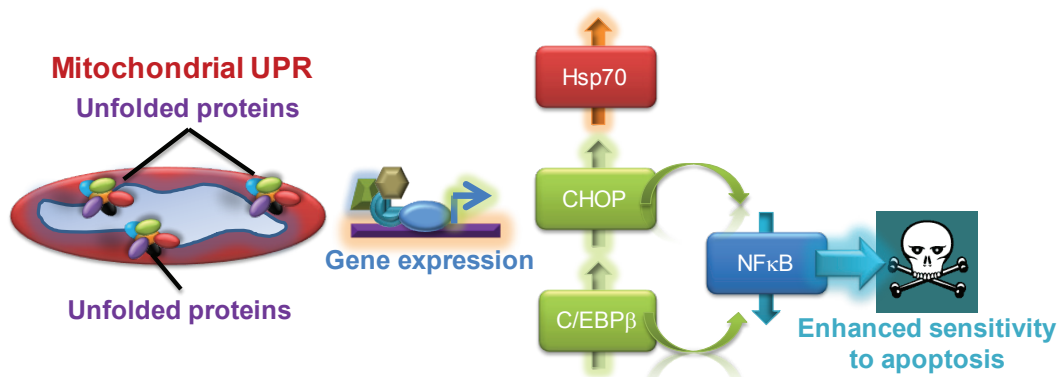 Mitochondrial UPR
Unfolded proteins
Unfolded proteins
Gene expression
Hsp70
CHOP
C/EBPβ
NFκB
Enhanced sensitivity
to apoptosis